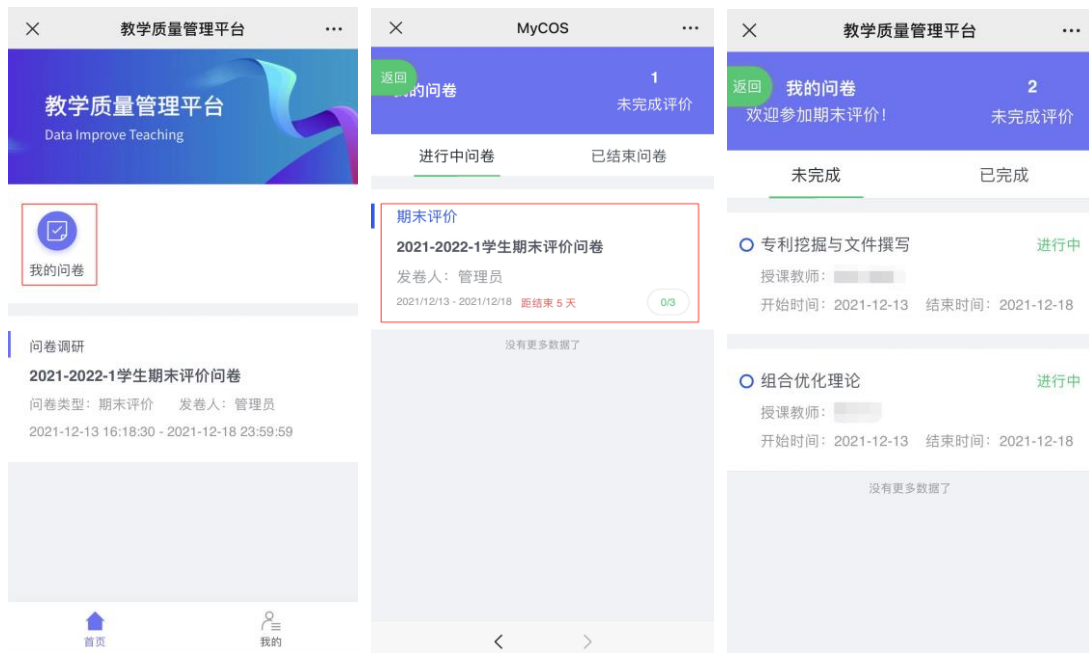 教学质量管理平台
教学质量管理平台
Data Improve Teaching
我的问卷
问卷调研
2021-2022-1学生期末评价问卷
问卷类型：期末评价 发卷人：管理员
2021-12-13 16:18:30 - 2021-12-18 23:59:59
首页
我的
MyCOS
返回
的问卷
1
未完成评价
进行中问卷
已结束问卷
期末评价
2021-2022-1学生期末评价问卷
发卷人：管理员
2021/12/13 - 2021/12/18 距结束 5 天
0/3
没有更多数据了
教学质量管理平台
返回
我的问卷
2
欢迎参加期末评价！
未完成评价
未完成
已完成
专利挖掘与文件撰写
进行中
授课教师：
开始时间：2021-12-13 结束时间：2021-12-18
组合优化理论
进行中
授课教师：
开始时间：2021-12-13 结束时间：2021-12-18
没有更多数据了